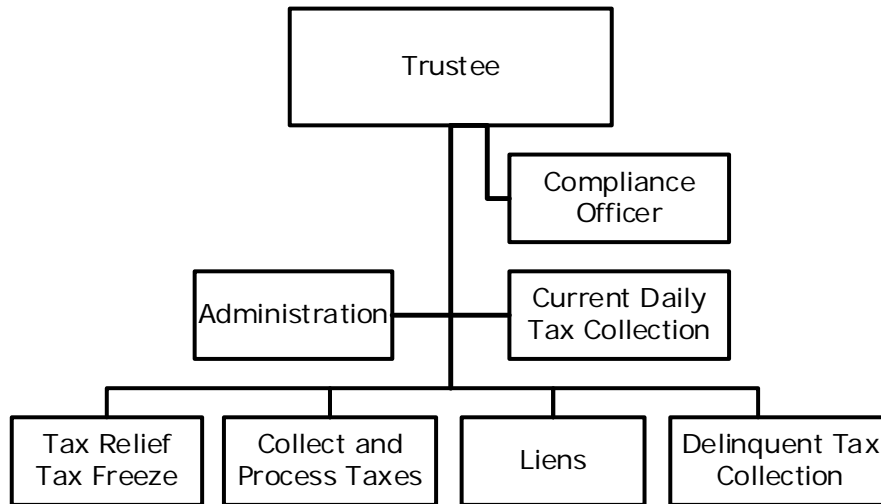 Trustee
Compliance
Officer
Administration
Current Daily
Tax Collection
Tax Relief
Tax Freeze
Collect and
Process Taxes
Liens
Delinquent Tax
Collection